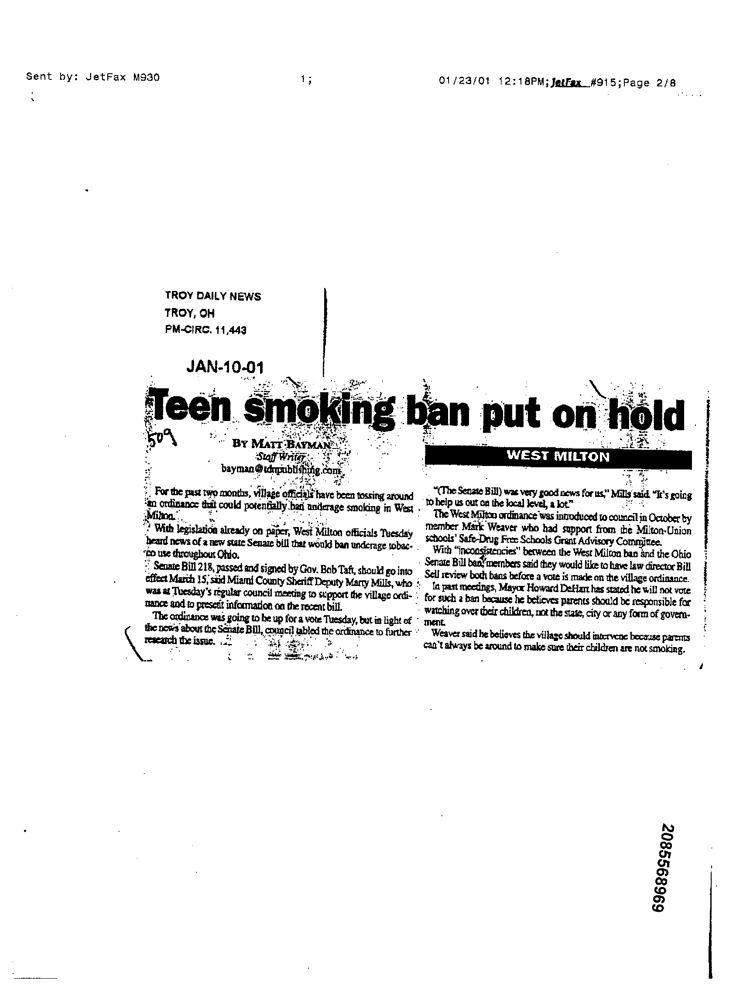 Sent by: JetFax M930 1; 01/23/01 12:18PM; JetFax #915; Page 2/8
TROY DAILY NEWS
TROY, OH
PM-CIRC. 11,443
JAN-10-01
Teen smoking ban put on hold
509
BY MATT BAYMAN
Staff Writer
bayman@tdnpublishing.com
For the past two months, village officials have been tossing around
an ordinance that could potentially ban underage smoking in West
Milton.
With legislation already on paper, West Milton officials Tuesday
heard news of a new state Senate bill that would ban underage tobac-
co use throughout Ohio.
Senate Bill 218, passed and signed by Gov. Bob Taft, should go into
effect March 15, said Miami County Sheriff Deputy Marty Mills, who
was at Tuesday's regular council meeting to support the village ordi-
nance and to present information on the recent bill.
The ordinance was going to be up for a vote Tuesday, but in light of
the news about the Senate Bill, council tabled the ordinance to further
research the issue.
WEST MILTON
"(The Senate Bill) was very good news for us," Mills said. "It's going
to help us out on the local level, a lot."
The West Milton ordinance was introduced to council in October by
member Mark Weaver who had support from the Milton-Union
schools' Safe-Drug Free Schools Grant Advisory Committee.
With "inconsistencies" between the West Milton ban and the Ohio
Senate Bill ban, members said they would like to have law director Bill
Sell review both bans before a vote is made on the village ordinance.
In past meetings, Mayor Howard DeHart has stated he will not vote
for such a ban because he believes parents should be responsible for
watching over their children, not the state, city or any form of govern-
ment.
Weaver said he believes the village should intervene because parents
can't always be around to make sure their children are not smoking.
2085568969